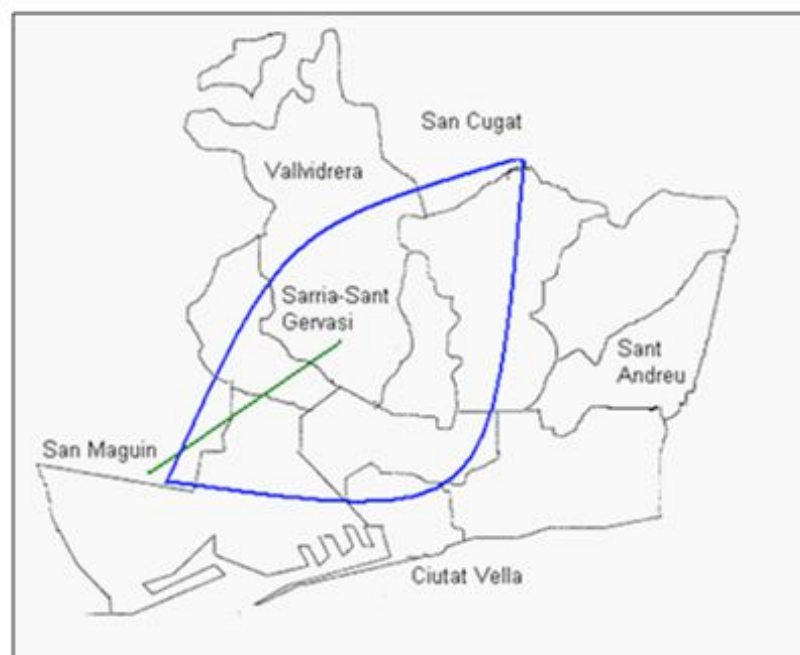 San Cugat
Vallvidrera
Sarria-Sant
Gervasi
Sant
Andreu
San Maguin
Ciutat Vella